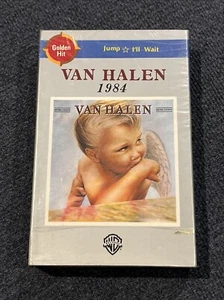 Golden
Hit
Jump ☆ I'll Wait
VAN HALEN
1984
VAN HALEN